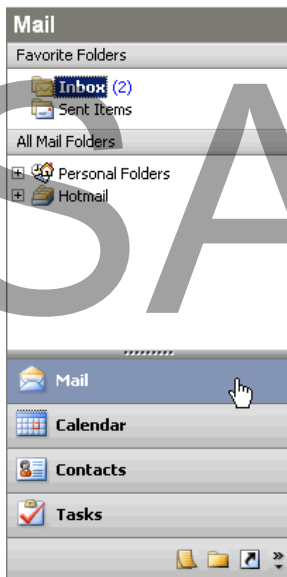 Mail
Favorite Folders
Inbox (2)
Sent Items
All Mail Folders
Personal Folders
Hotmail
SA
Mail
Calendar
Contacts
Tasks